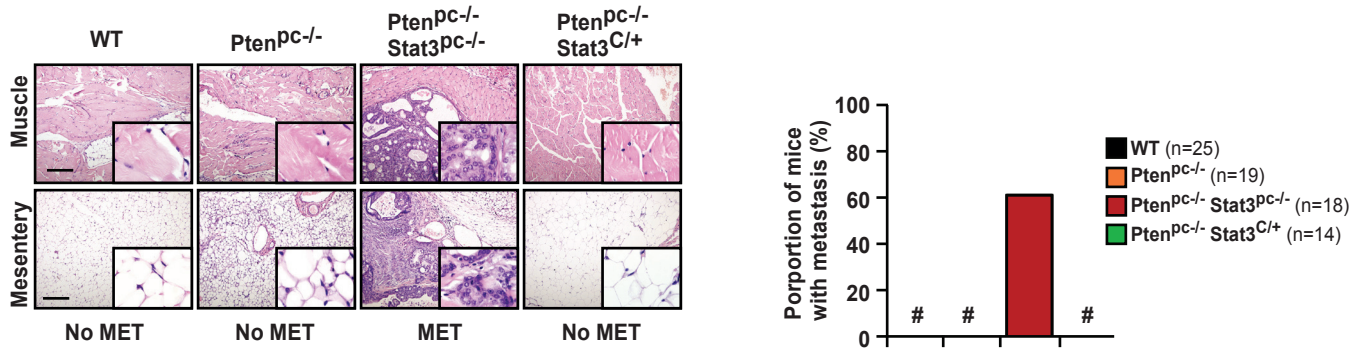 WT
Pten^pc-/-
Pten^pc-/-
Stat3^pc-/-
Pten^pc-/-
Stat3^C/+
Muscle
Mesentery
No MET
No MET
MET
No MET
Porportion of mice
with metastasis (%)
100
80
60
40
20
0
# # #
WT (n=25)
Pten^pc-/- (n=19)
Pten^pc-/- Stat3^pc-/- (n=18)
Pten^pc-/- Stat3^C/+ (n=14)